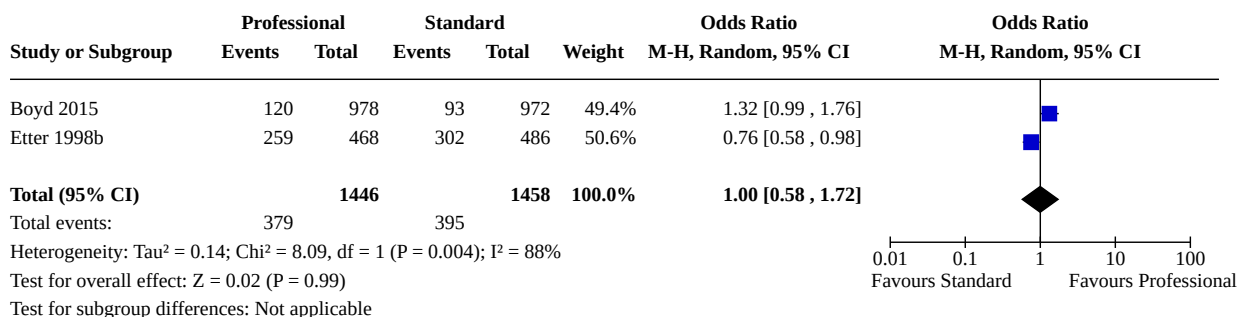 Professional Standard Odds Ratio Odds Ratio
Study or Subgroup Events Total Events Total Weight M-H, Random, 95% CI M-H, Random, 95% CI
Boyd 2015 120 978 93 972 49.4% 1.32 [0.99 , 1.76]
Etter 1998b 259 468 302 486 50.6% 0.76 [0.58 , 0.98]
Total (95% CI) 1446 1458 100.0% 1.00 [0.58 , 1.72]
Total events: 379 395
Heterogeneity: Tau² = 0.14; Chi² = 8.09, df = 1 (P = 0.004); I² = 88%
0.01 0.1 1 10 100
Test for overall effect: Z = 0.02 (P = 0.99) Favours Standard Favours Professional
Test for subgroup differences: Not applicable